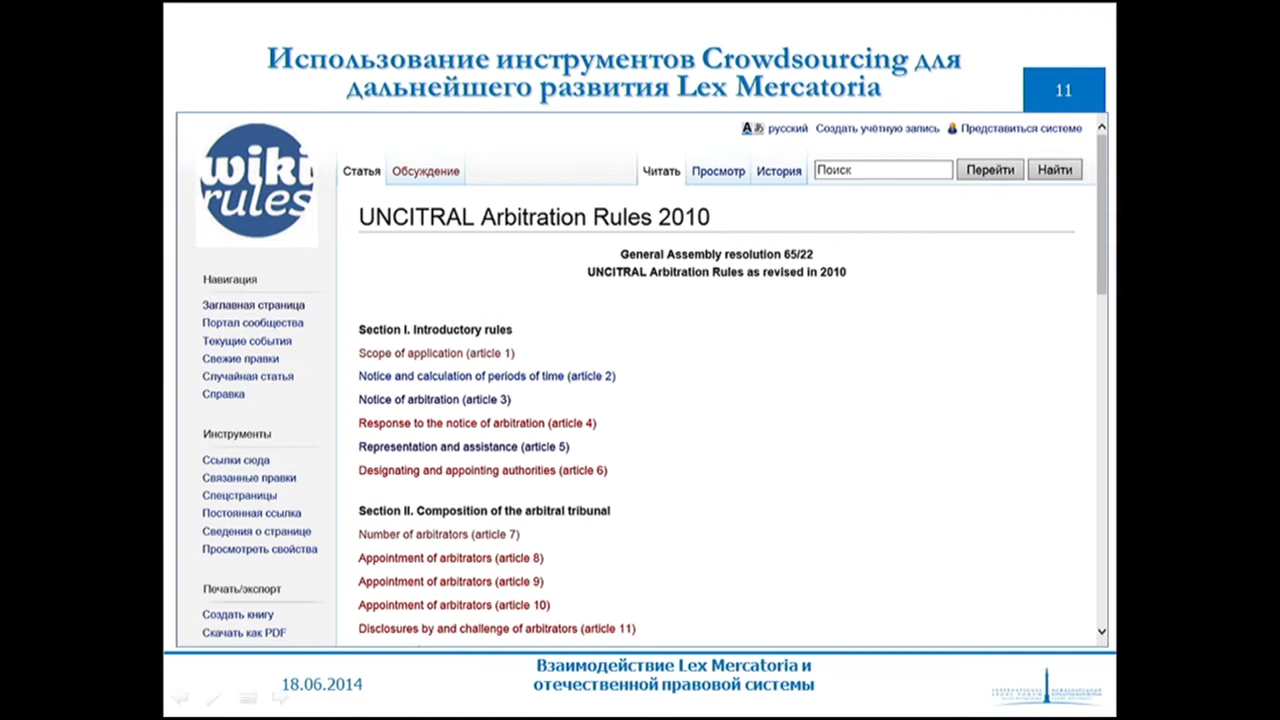 Использование инструментов Crowdsourcing для
дальнейшего развития Lex Mercatoria
11
русский Создать учётную запись Представиться системе
wiki
rules
Статья Обсуждение Читать Просмотр История Поиск Перейти Найти
UNCITRAL Arbitration Rules 2010
General Assembly resolution 65/22
UNCITRAL Arbitration Rules as revised in 2010
Навигация
Заглавная страница
Портал сообщества
Текущие события
Свежие правки
Случайная статья
Справка
Инструменты
Ссылки сюда
Связанные правки
Спецстраницы
Постоянная ссылка
Сведения о странице
Просмотреть свойства
Печать/экспорт
Создать книгу
Скачать как PDF
Section I. Introductory rules
Scope of application (article 1)
Notice and calculation of periods of time (article 2)
Notice of arbitration (article 3)
Response to the notice of arbitration (article 4)
Representation and assistance (article 5)
Designating and appointing authorities (article 6)
Section II. Composition of the arbitral tribunal
Number of arbitrators (article 7)
Appointment of arbitrators (article 8)
Appointment of arbitrators (article 9)
Appointment of arbitrators (article 10)
Disclosures by and challenge of arbitrators (article 11)
18.06.2014
Взаимодействие Lex Mercatoria и
отечественной правовой системы